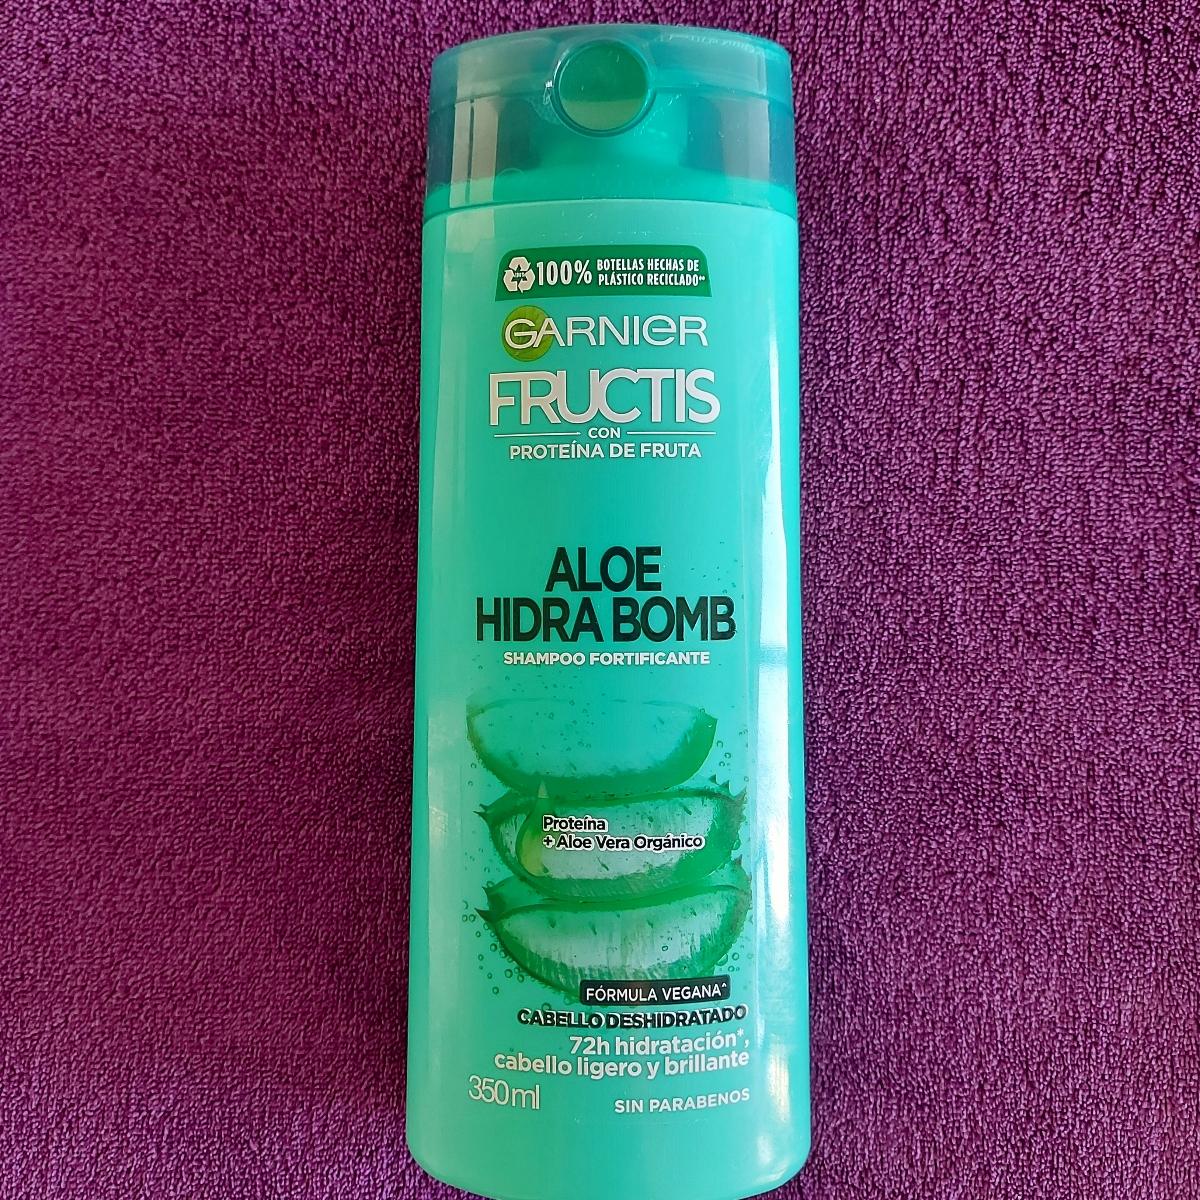 100% BOTELLAS HECHAS DE
PLÁSTICO RECICLADO**
GARNIER
FRUCTIS
CON
PROTEÍNA DE FRUTA
ALOE
HIDRA BOMB
SHAMPOO FORTIFICANTE
Proteína
+ Aloe Vera Orgánico
FÓRMULA VEGANA^
CABELLO DESHIDRATADO
72h hidratación*,
cabello ligero y brillante
350ml
SIN PARABENOS